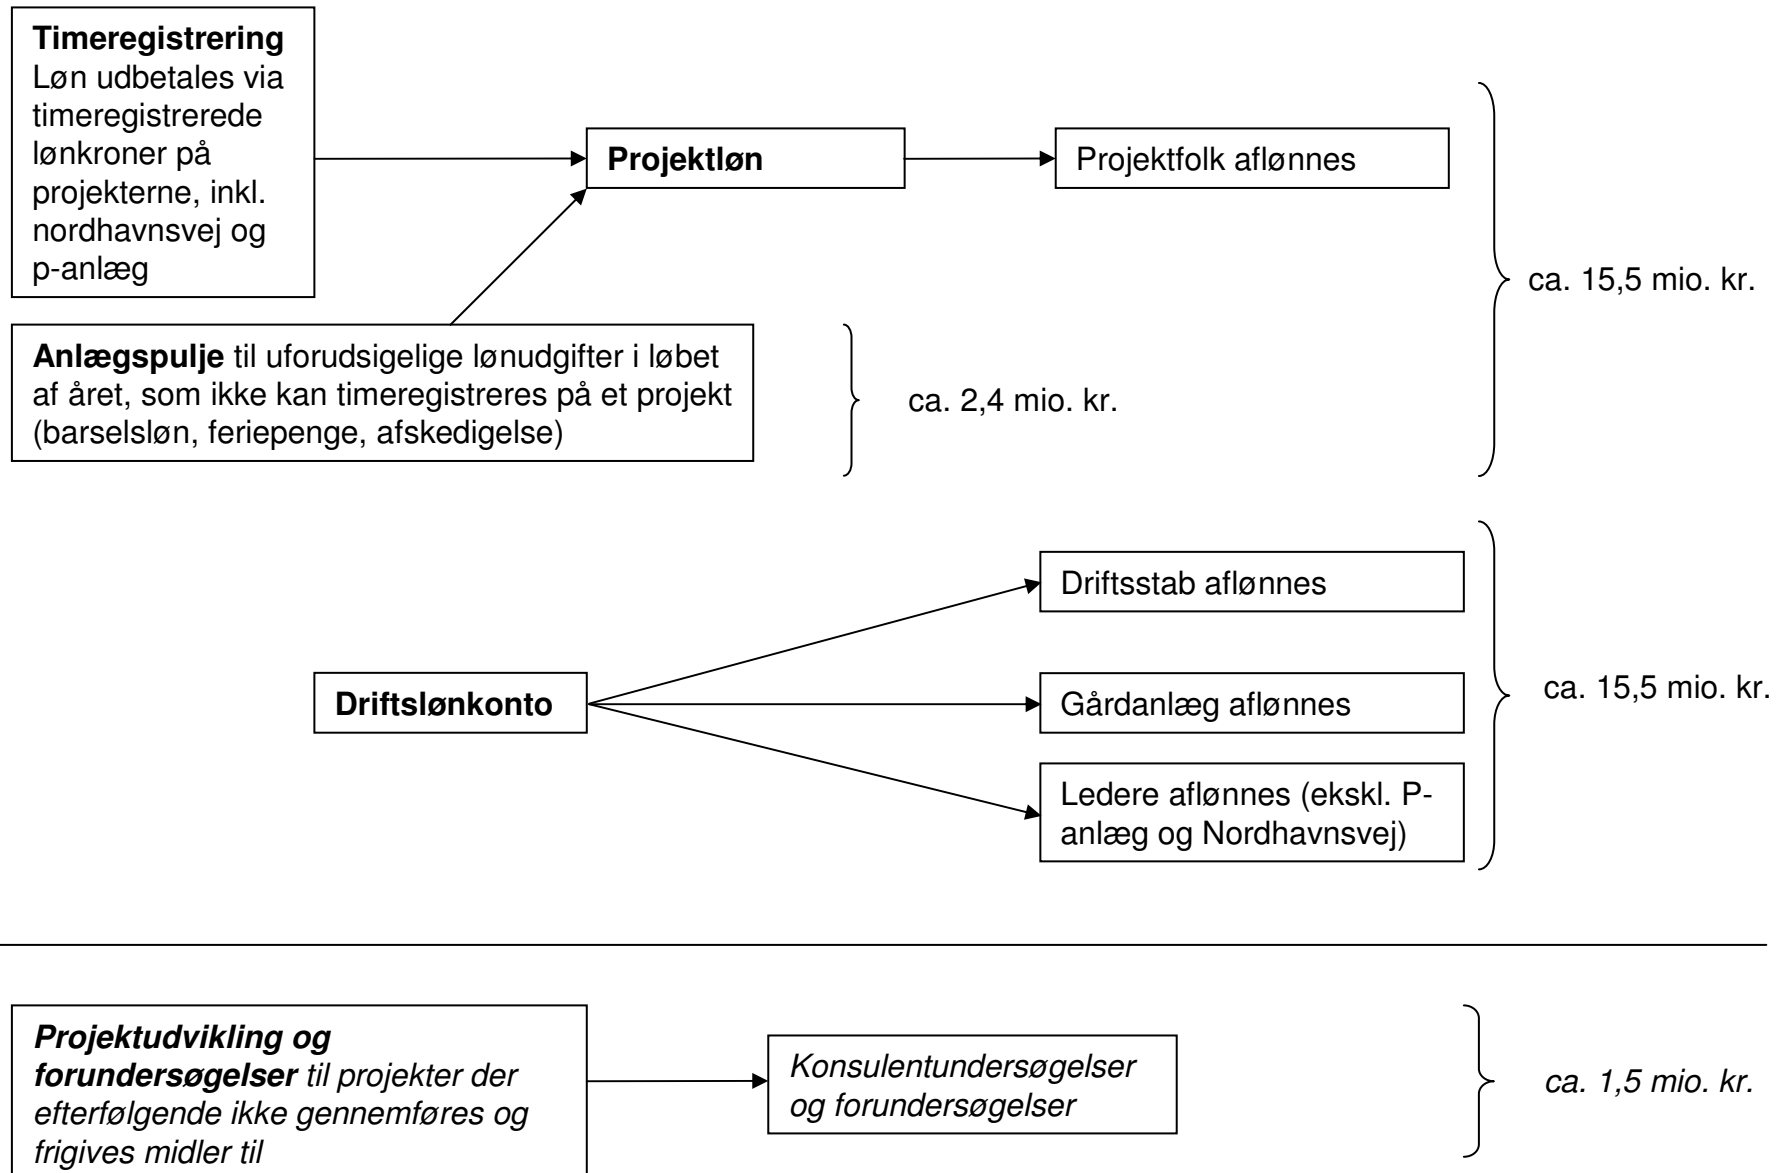 Timeregistrering
Løn udbetales via
timeregistrerede
lønkroner på
projekterne, inkl.
nordhavnsvej og
p-anlæg
Projektløn
Projektfolk aflønnes
ca. 15,5 mio. kr.
Anlægspulje til uforudsigelige lønudgifter i løbet
af året, som ikke kan timeregistreres på et projekt
(barselsløn, feriepenge, afskedigelse)
ca. 2,4 mio. kr.
Driftslønkonto
Driftsstab aflønnes
Gårdanlæg aflønnes
Ledere aflønnes (ekskl. P-
anlæg og Nordhavnsvej)
ca. 15,5 mio. kr.
Projektudvikling og
forundersøgelser til projekter der
efterfølgende ikke gennemføres og
frigives midler til
Konsulentundersøgelser
og forundersøgelser
ca. 1,5 mio. kr.